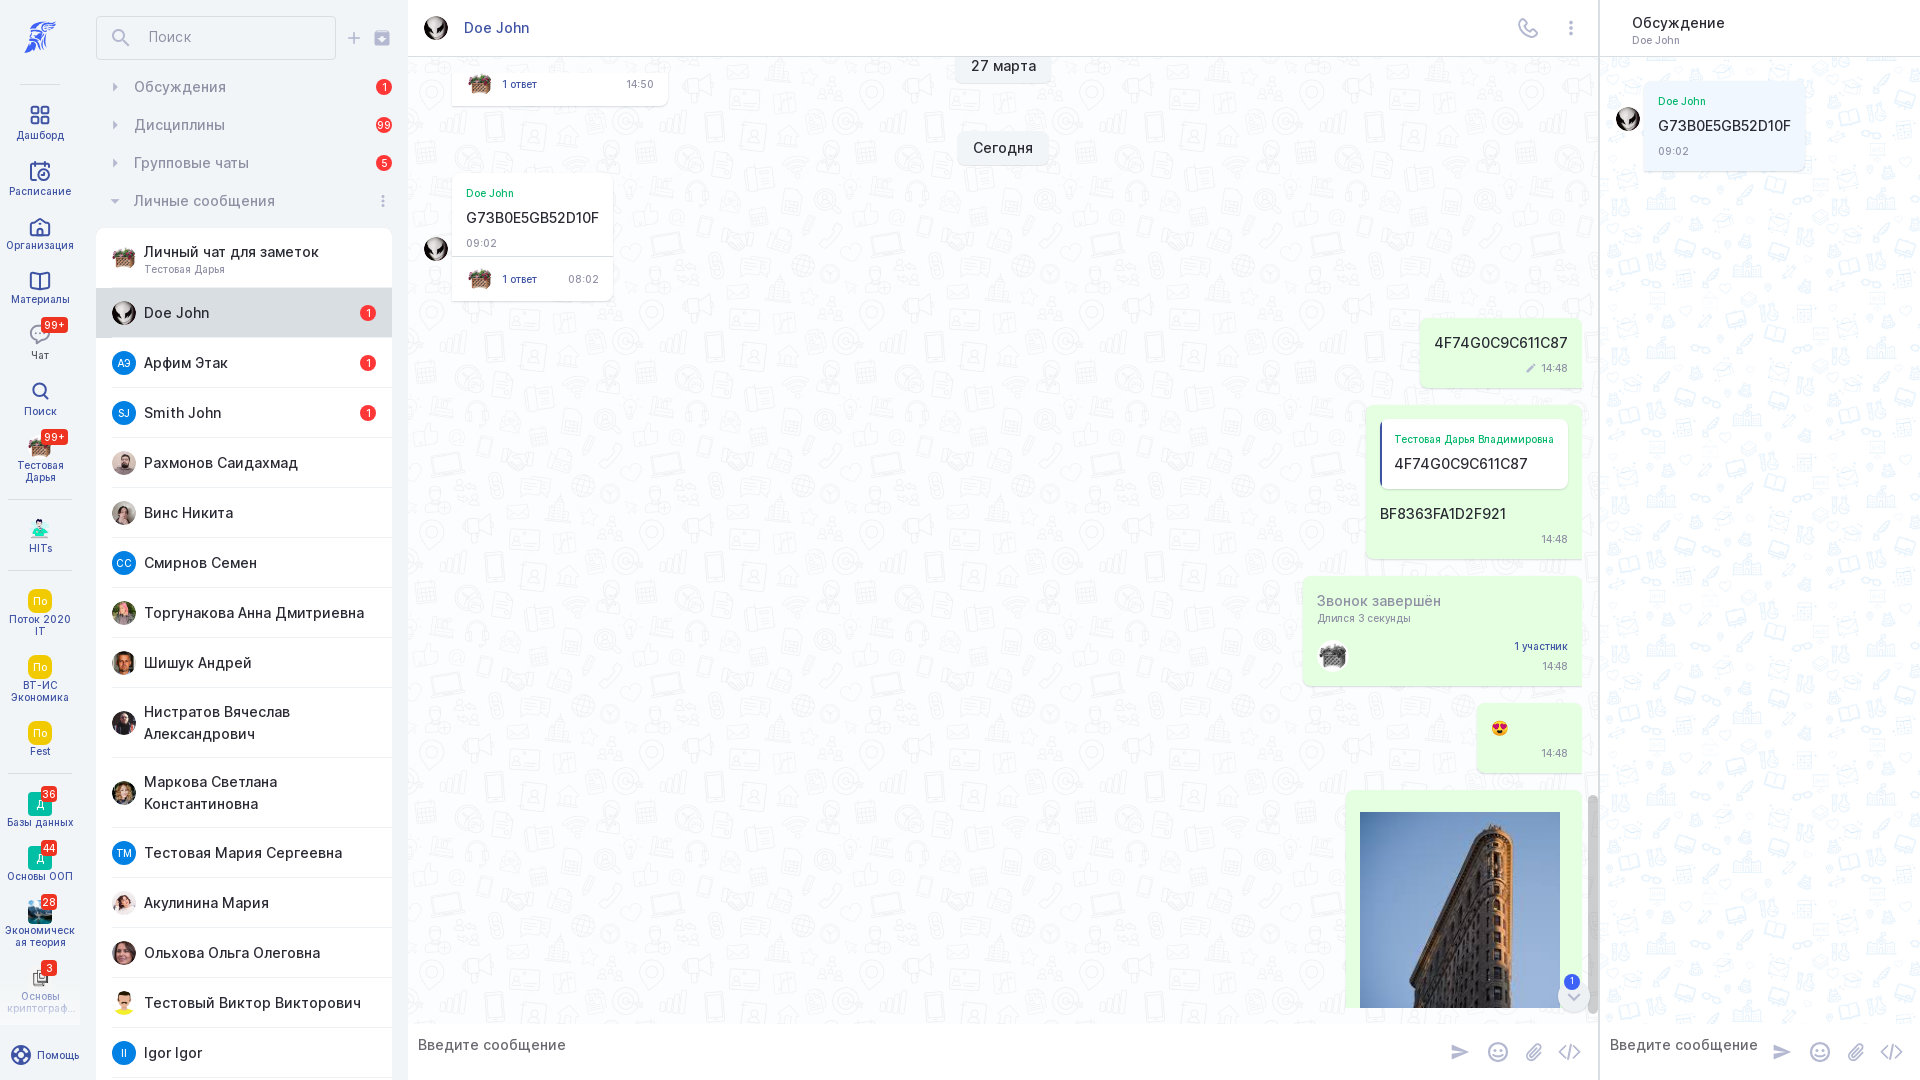 Дашборд
Расписание
Организация
Материалы
99+
Чат
Поиск
99+
Тестовая
Дарья
HITs
По
Поток 2020
IT
По
ВТ-ИС
Экономика
По
Fest
36
Д
Базы данных
44
Д
Основы ООП
28
Экономическ
ая теория
3
Основы
криптограф...
Помощь
Поиск
Обсуждения
1
Дисциплины
99
Групповые чаты
5
Личные сообщения
Личный чат для заметок
Тестовая Дарья
Doe John
1
АЭ
Арфим Этак
1
SJ
Smith John
1
Рахмонов Саидахмад
Винс Никита
СС
Смирнов Семен
Торгунакова Анна Дмитриевна
Шишук Андрей
Нистратов Вячеслав
Александрович
Маркова Светлана
Константиновна
ТМ
Тестовая Мария Сергеевна
Акулинина Мария
Ольхова Ольга Олеговна
Тестовый Виктор Викторович
II
Igor Igor
Doe John
27 марта
1 ответ
14:50
Сегодня
Doe John
G73B0E5GB52D10F
09:02
1 ответ
08:02
4F74G0C9C611C87
14:48
Тестовая Дарья Владимировна
4F74G0C9C611C87
BF8363FA1D2F921
14:48
Звонок завершён
Длился 3 секунды
1 участник
14:48
😍
14:48
1
Введите сообщение
Обсуждение
Doe John
Doe John
G73B0E5GB52D10F
09:02
Введите сообщение